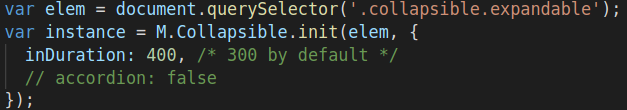 var elem = document.querySelector('.collapsible.expandable');
var instance = M.Collapsible.init(elem, {
  inDuration: 400, /* 300 by default */
  // accordion: false
});